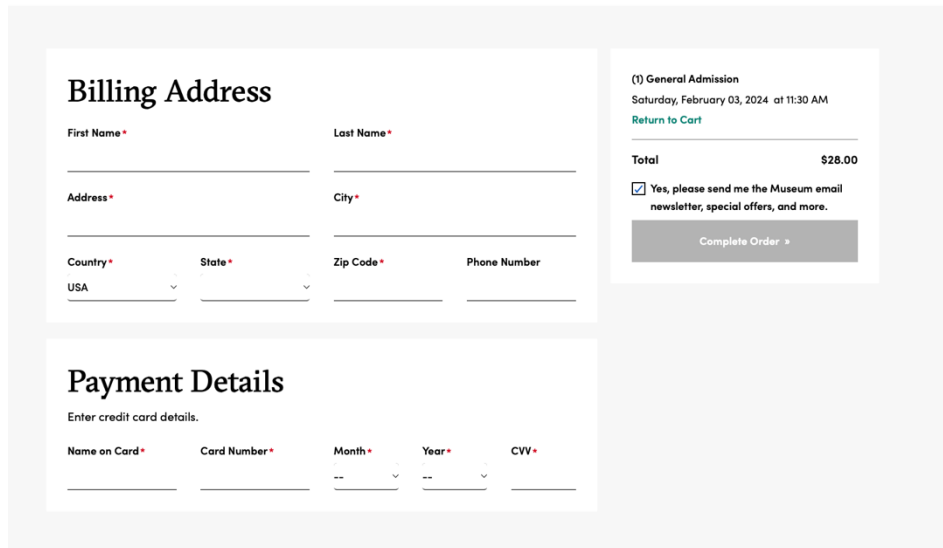 Billing Address
First Name*
Last Name*
Address*
City*
Country*
State*
Zip Code*
Phone Number
USA
Payment Details
Enter credit card details.
Name on Card*
Card Number*
Month*
Year*
CVV*
--
--
(1) General Admission
Saturday, February 03, 2024 at 11:30 AM
Return to Cart
Total $28.00
Yes, please send me the Museum email
newsletter, special offers, and more.
Complete Order »